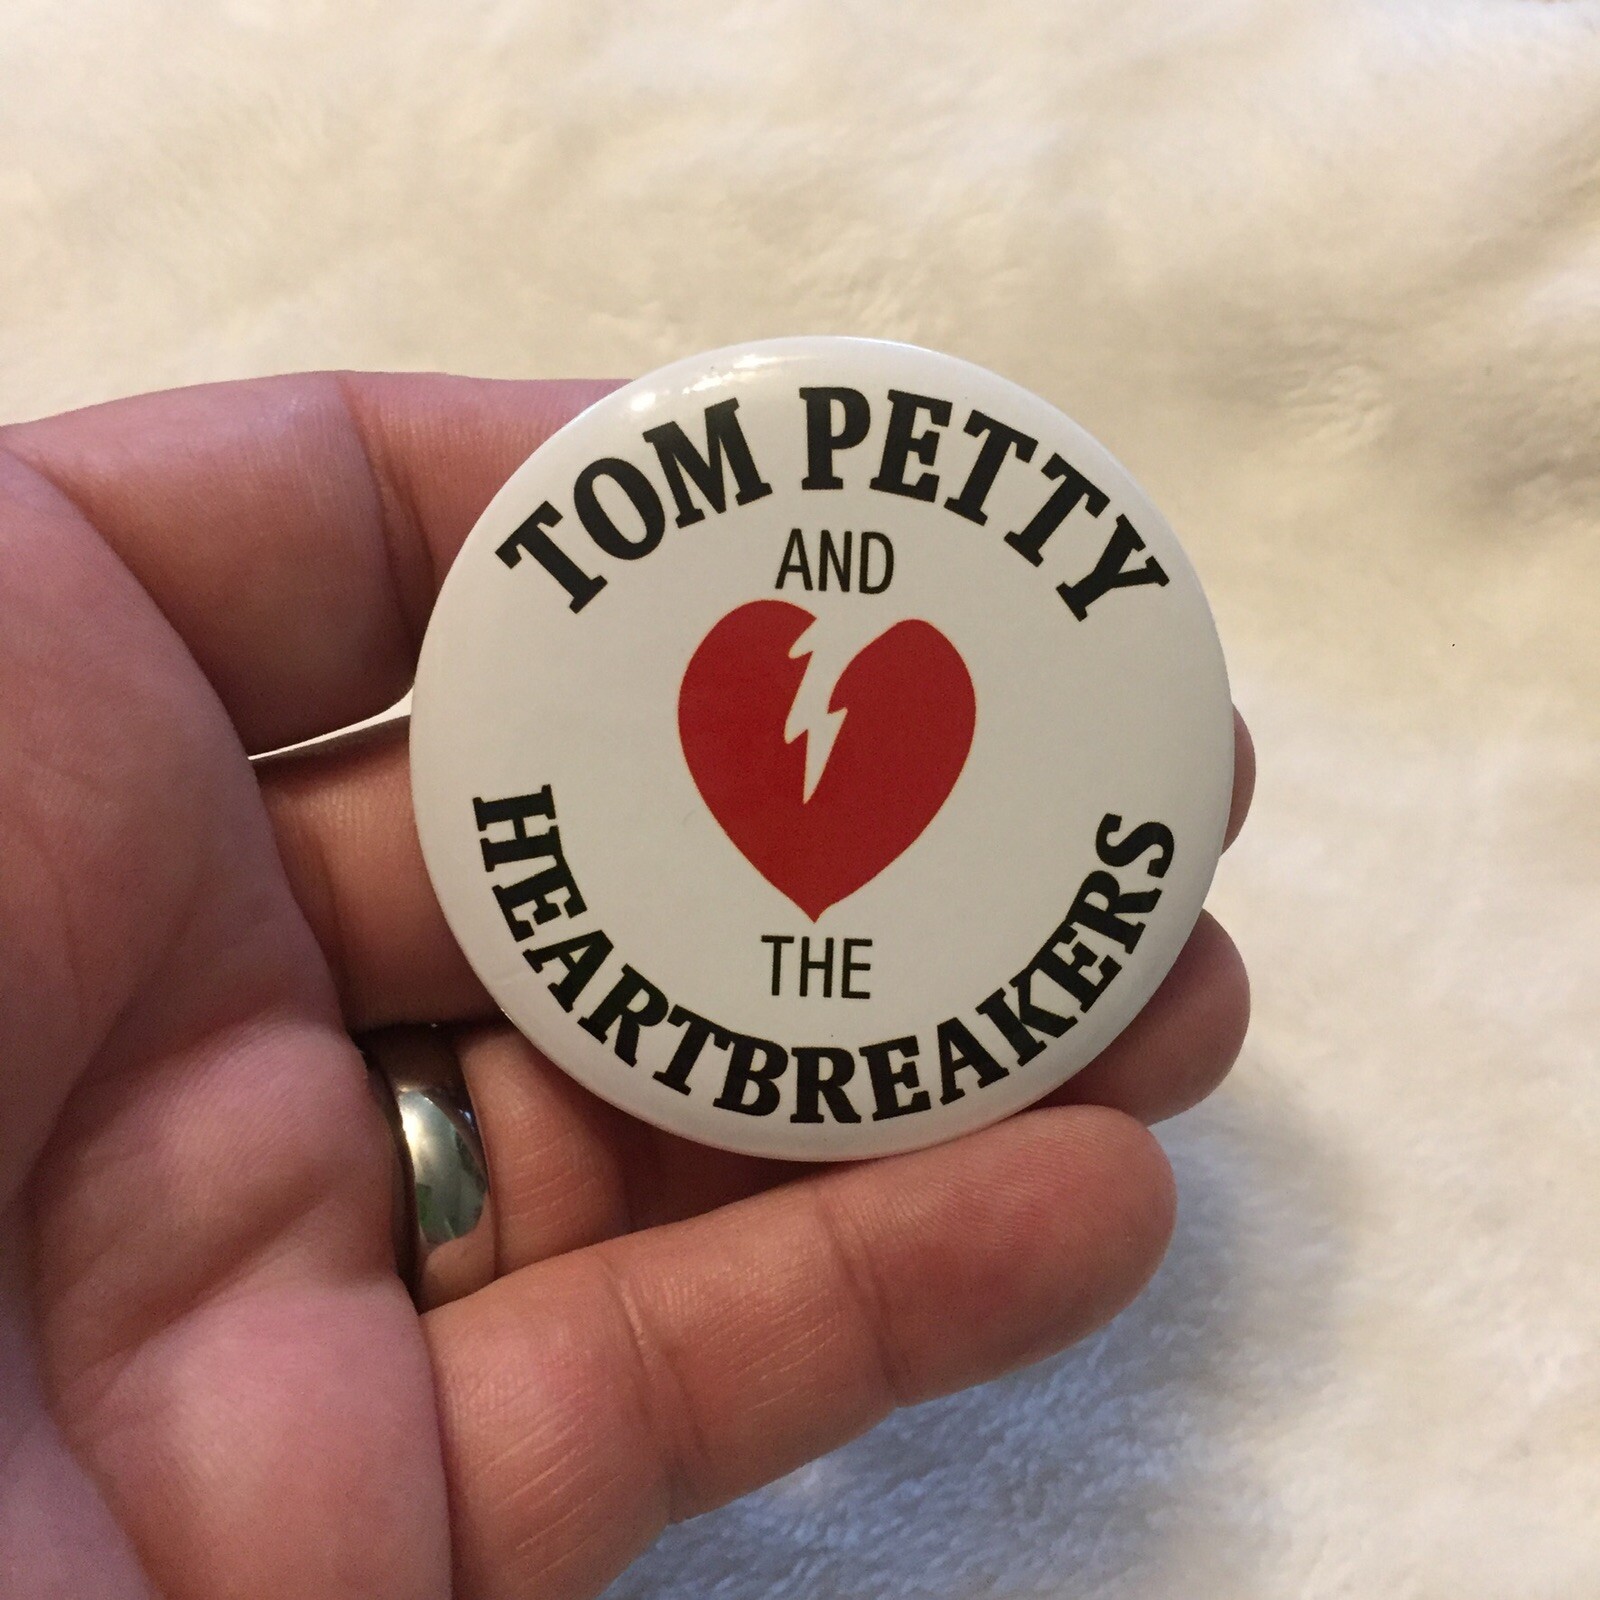 TOM PETTY
AND
THE
HEARTBREAKERS